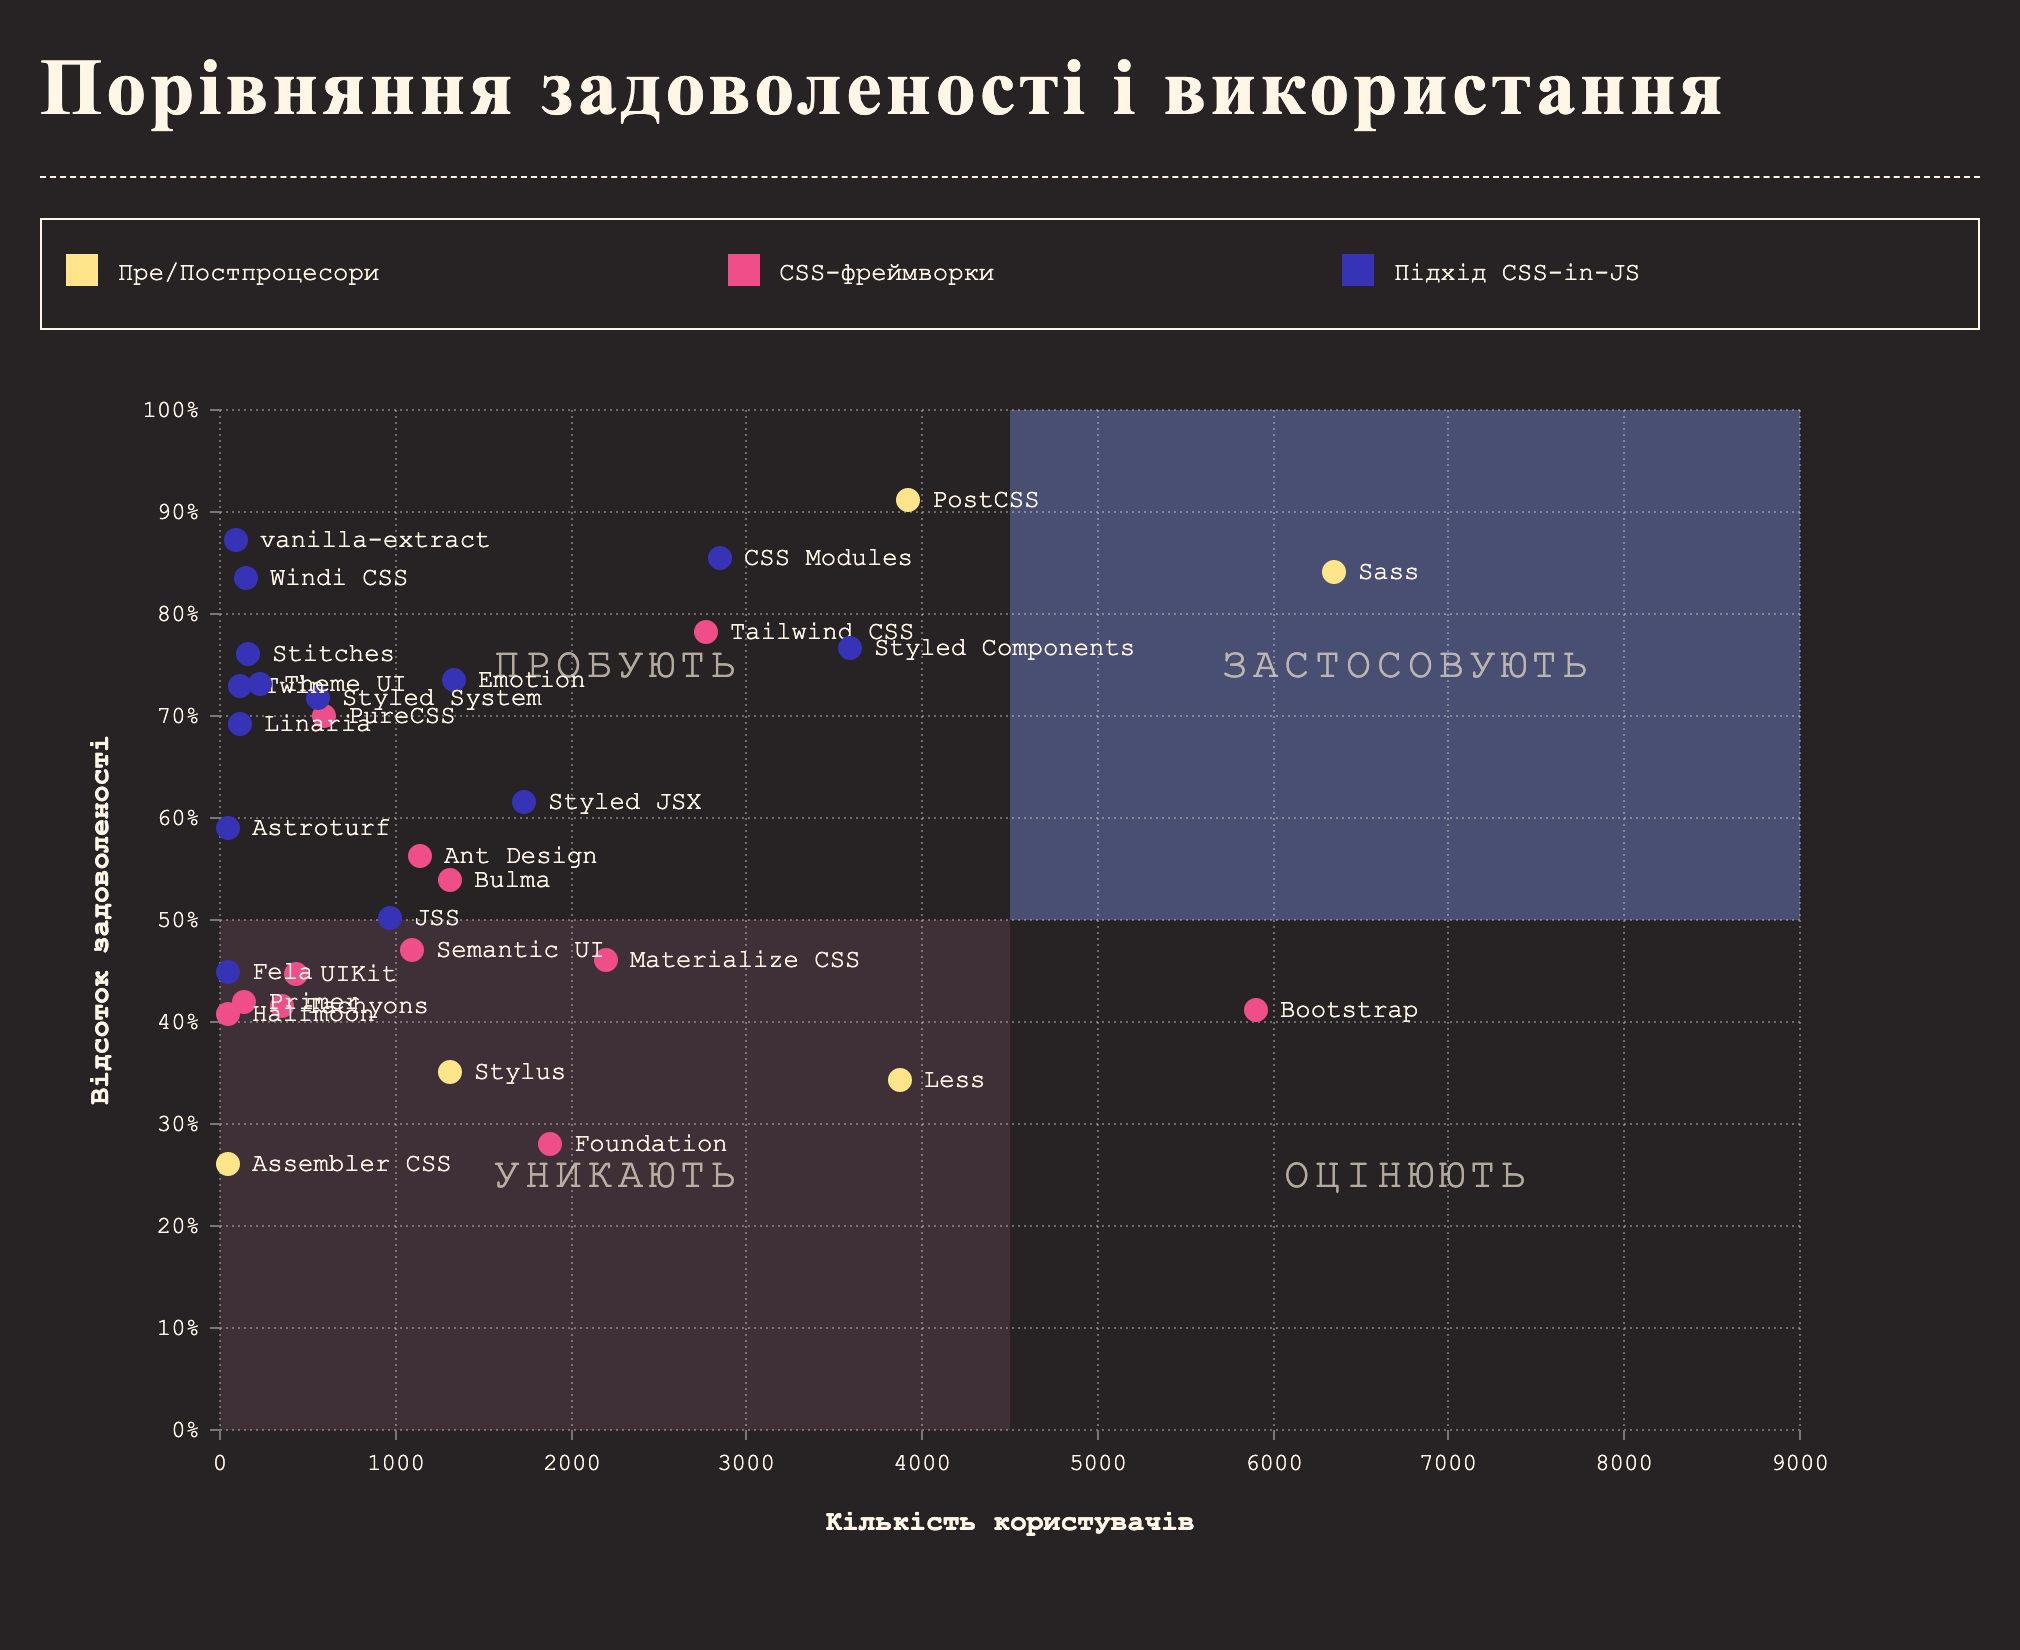 Порівняння задоволеності і використання
Пре/Постпроцесори
CSS-фреймворки
Підхід CSS-in-JS
100%
90%
80%
70%
60%
50%
40%
30%
20%
10%
0%
Відсоток задоволеності
PostCSS
vanilla-extract
CSS Modules
Sass
Windi CSS
Tailwind CSS
Styled Components
Stitches
ПРОБУЮТЬ
ЗАСТОСОВУЮТЬ
Emotion
Theme UI
Twin
Styled System
PureCSS
Linaria
Styled JSX
Astroturf
Ant Design
Bulma
JSS
Semantic UI
Materialize CSS
Fela
UIKit
Primer
Tachyons
Halfmoon
Bootstrap
Stylus
Less
Foundation
Assembler CSS
УНИКАЮТЬ
ОЦІНЮЮТЬ
0 1000 2000 3000 4000 5000 6000 7000 8000 9000
Кількість користувачів